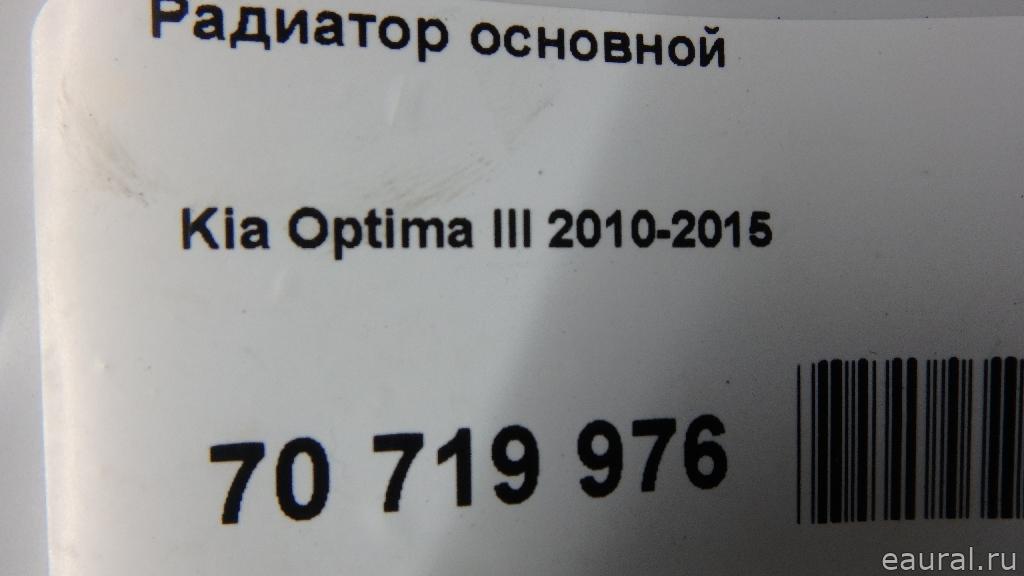 Радиатор основной
Kia Optima III 2010-2015
70 719 976
eaural.ru